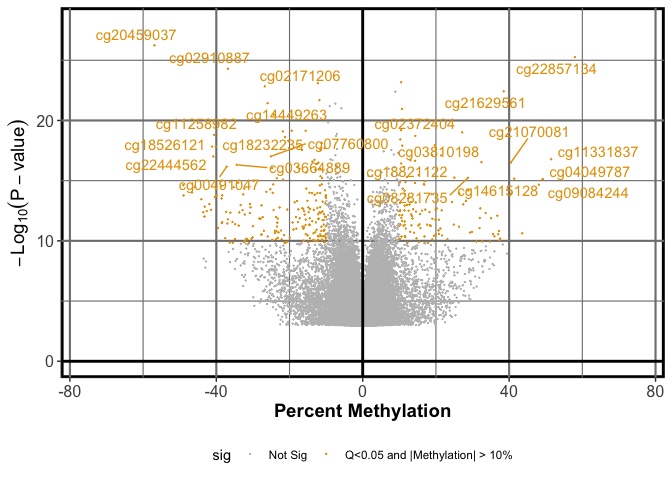 cg20459037
cg02910887
cg22857134
cg02171206
cg21629561
cg14449263
cg11258982
cg02372404
cg21070081
cg18526121
cg18232235
cg07760800
cg03810198
cg11331837
cg22444562
cg03664889
cg18821122
cg04049787
cg00491047
cg08281735
cg14615128
cg09084244
20
10
0
−Log10(P − value)
-80 -40 0 40 80
Percent Methylation
sig Not Sig Q<0.05 and |Methylation| > 10%